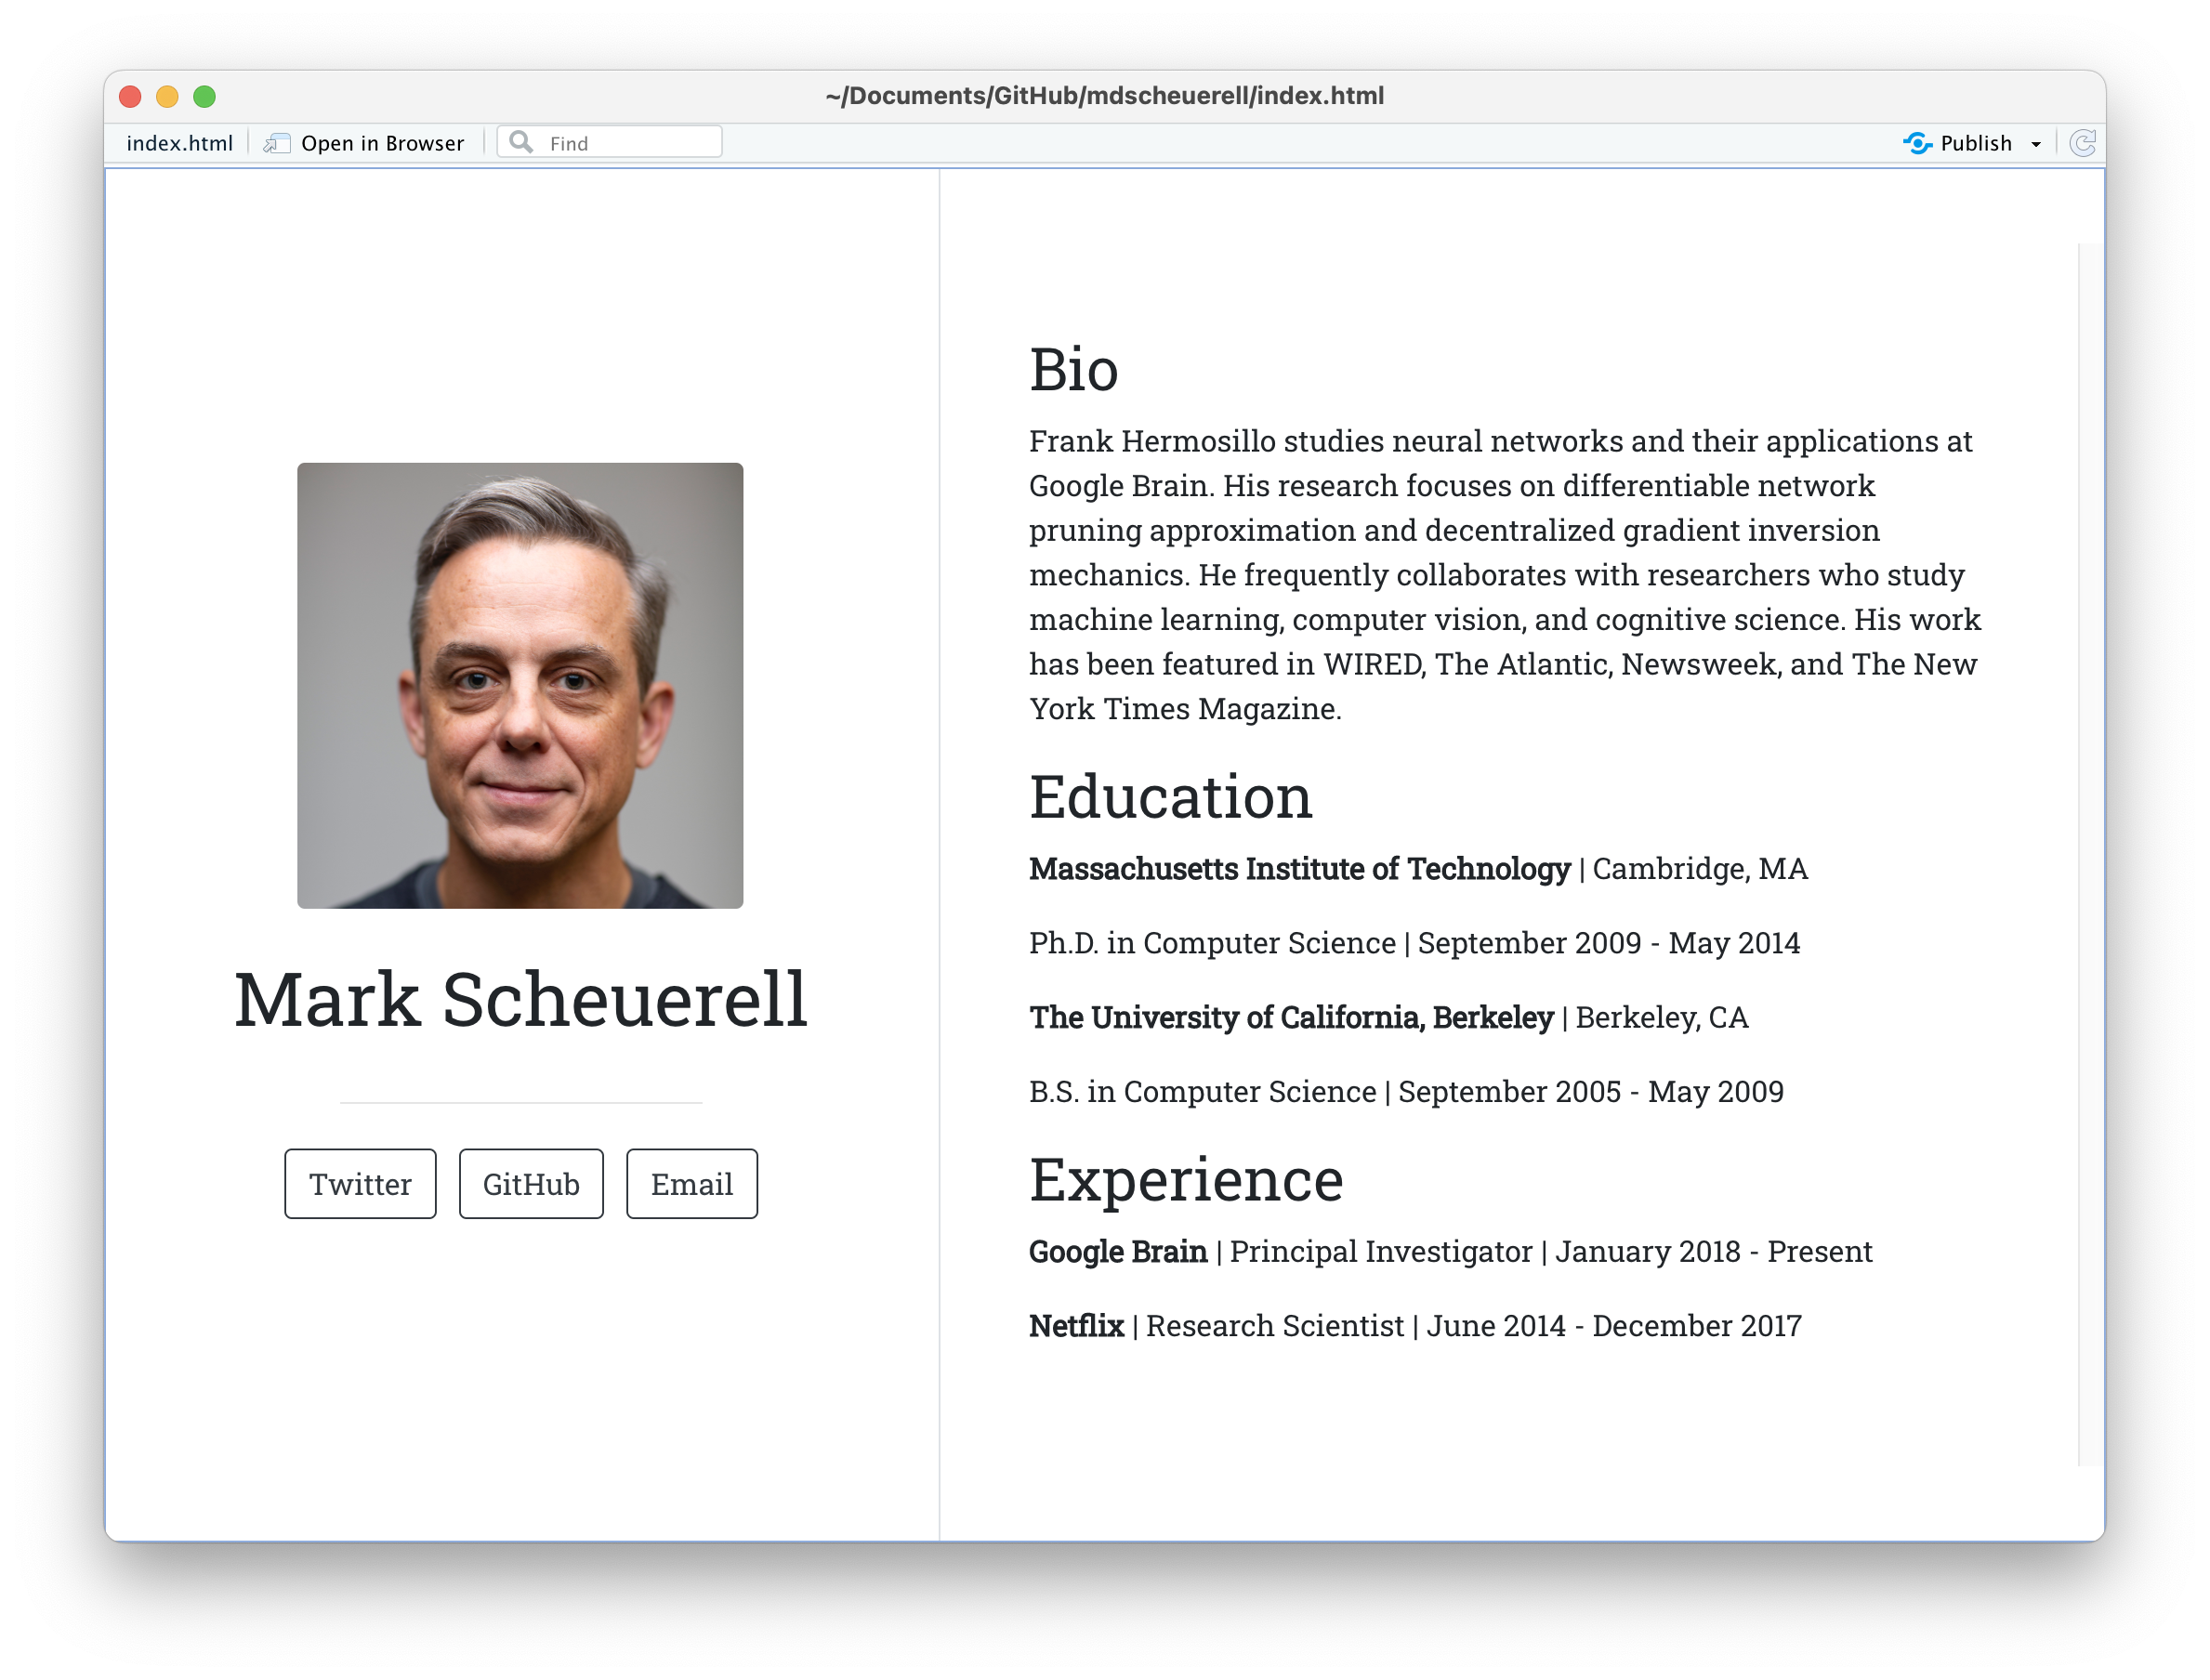 ~/Documents/GitHub/mdscheuerell/index.html
index.html
Open in Browser
Find
Publish
Mark Scheuerell
Twitter
GitHub
Email
Bio
Frank Hermosillo studies neural networks and their applications at
Google Brain. His research focuses on differentiable network
pruning approximation and decentralized gradient inversion
mechanics. He frequently collaborates with researchers who study
machine learning, computer vision, and cognitive science. His work
has been featured in WIRED, The Atlantic, Newsweek, and The New
York Times Magazine.
Education
Massachusetts Institute of Technology | Cambridge, MA
Ph.D. in Computer Science | September 2009 - May 2014
The University of California, Berkeley | Berkeley, CA
B.S. in Computer Science | September 2005 - May 2009
Experience
Google Brain | Principal Investigator | January 2018 - Present
Netflix | Research Scientist | June 2014 - December 2017